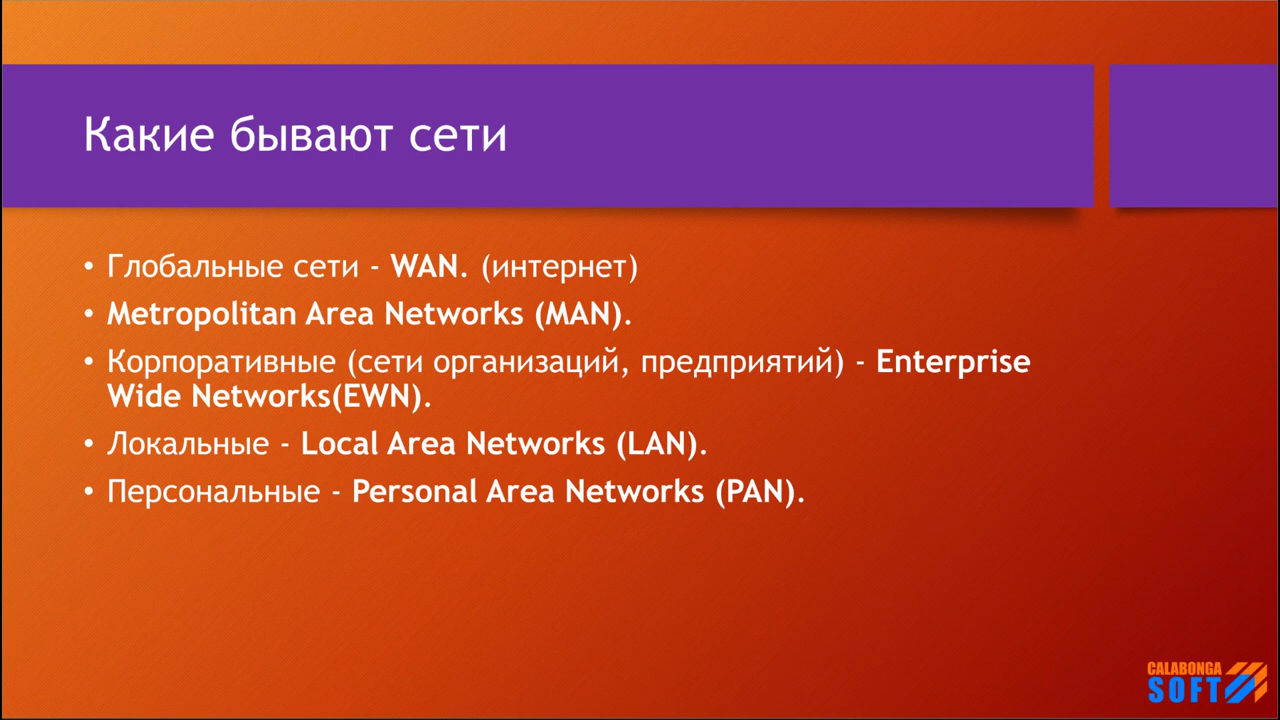 Какие бывают сети
• Глобальные сети - WAN. (интернет)
• Metropolitan Area Networks (MAN).
• Корпоративные (сети организаций, предприятий) - Enterprise
Wide Networks(EWN).
• Локальные - Local Area Networks (LAN).
• Персональные - Personal Area Networks (PAN).
CALABONGA
SOFT